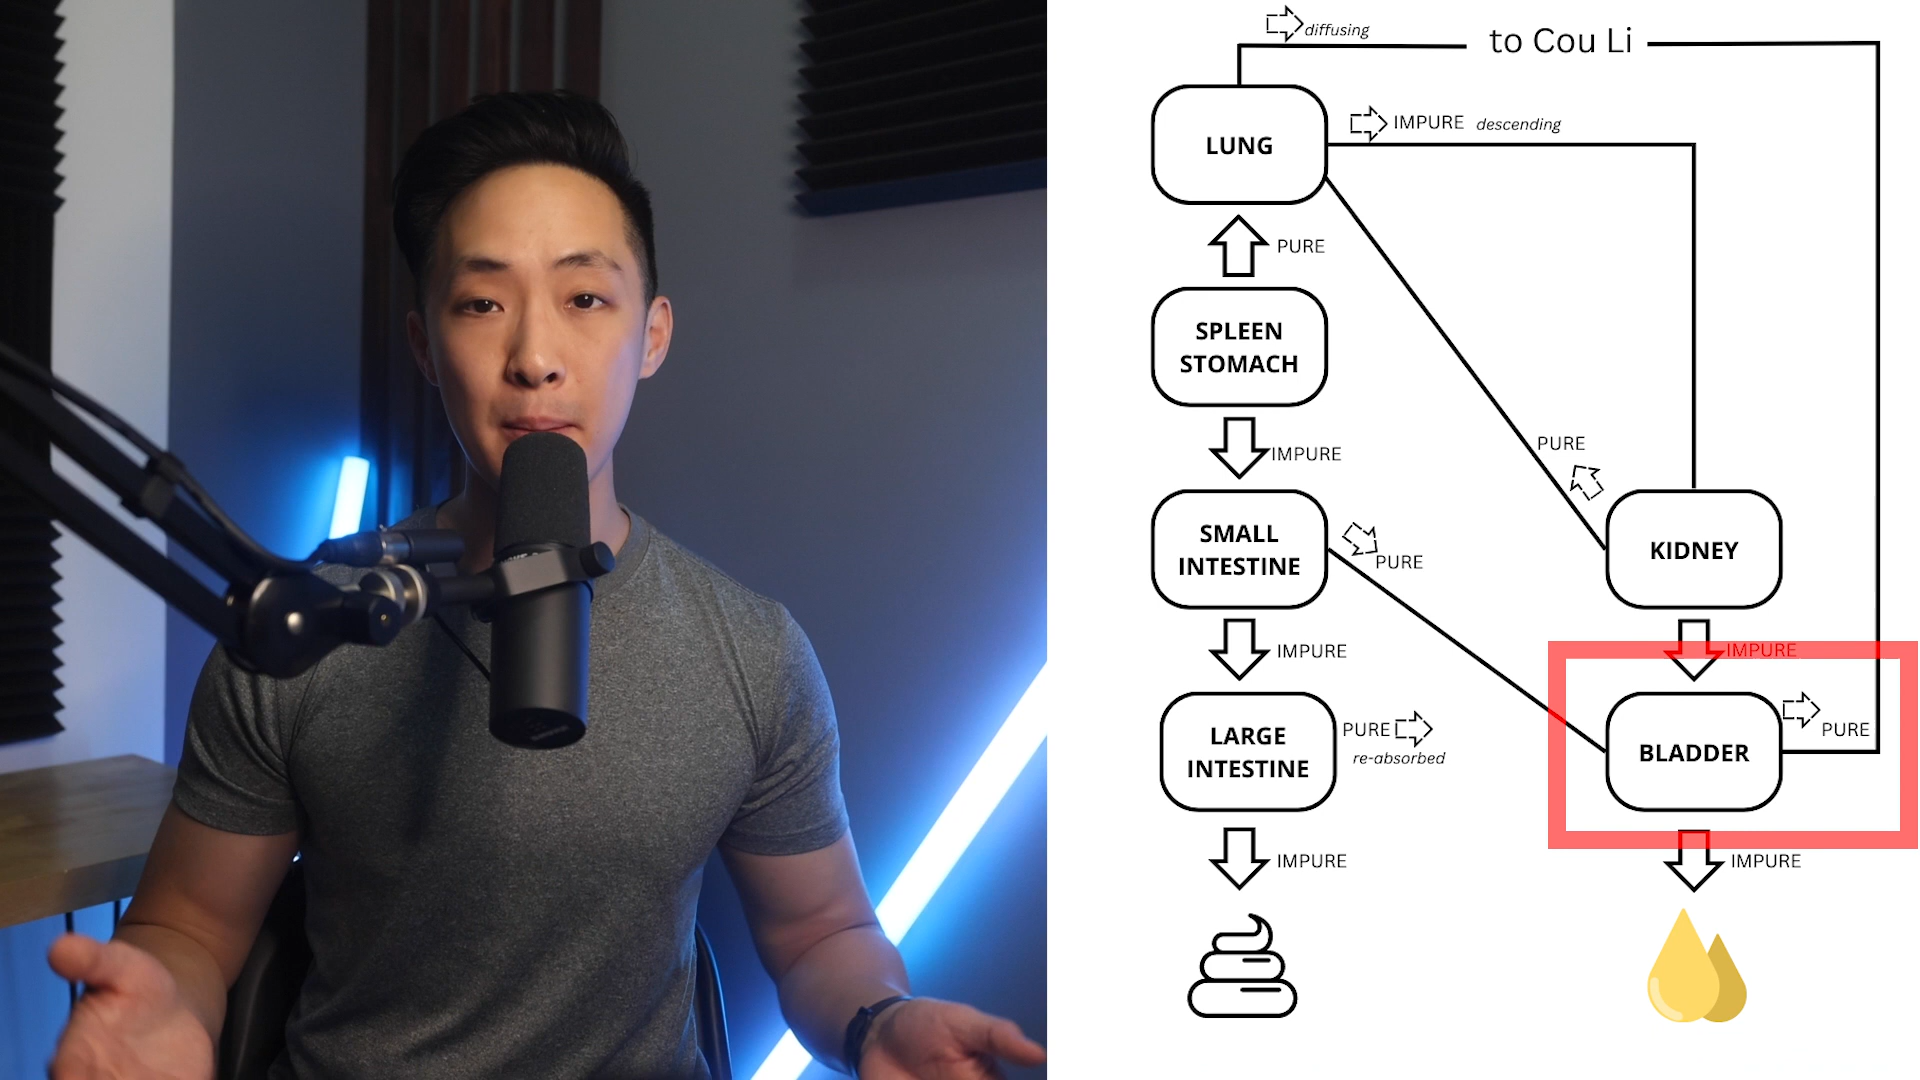 diffusing
to Cou Li
LUNG
IMPURE descending
PURE
SPLEEN
STOMACH
IMPURE
PURE
SMALL
INTESTINE
PURE
KIDNEY
IMPURE
IMPURE
LARGE
INTESTINE
PURE
re-absorbed
BLADDER
PURE
IMPURE
IMPURE